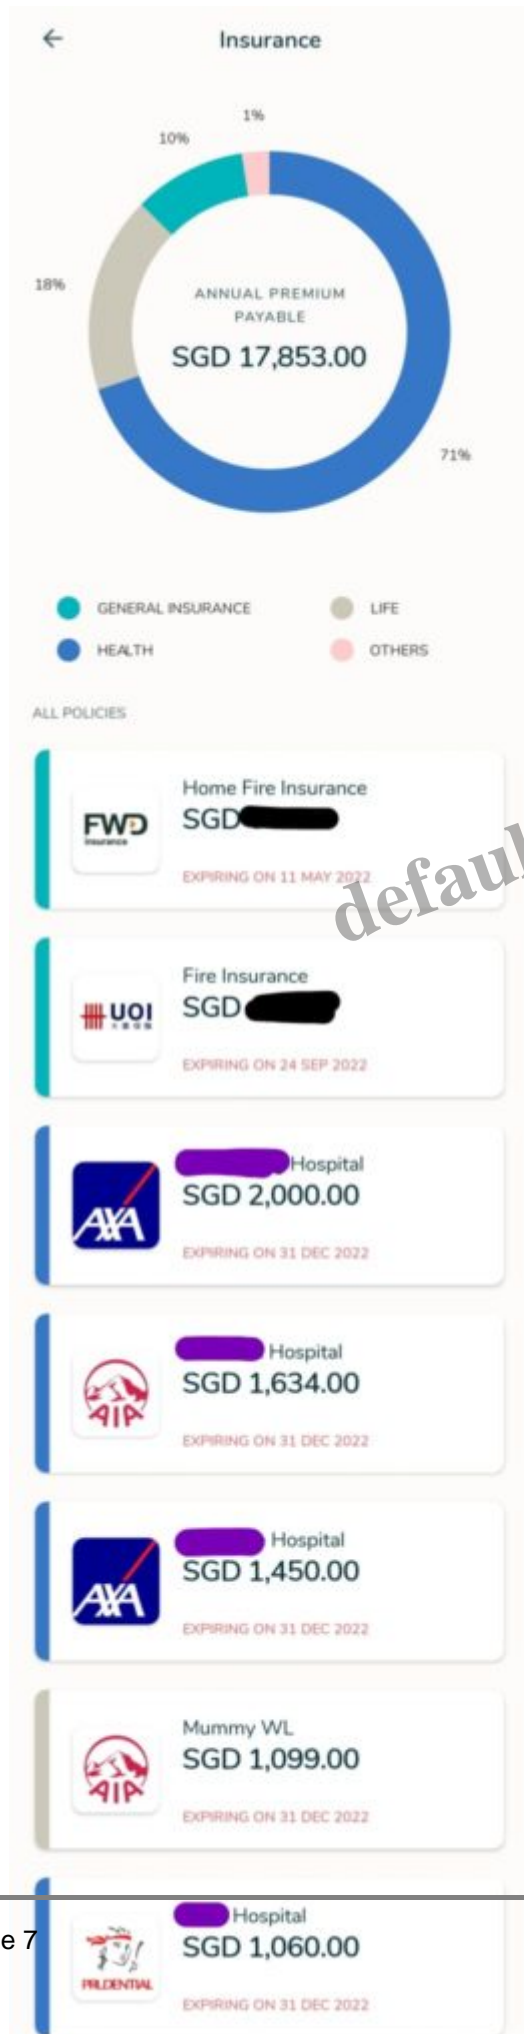 Insurance
1%
10%
18%
ANNUAL PREMIUM
PAYABLE
SGD 17,853.00
71%
GENERAL INSURANCE
LIFE
HEALTH
OTHERS
ALL POLICIES
FWD
Insurance
Home Fire Insurance
SGD
EXPIRING ON 11 MAY 2022
defaul
UOI
Fire Insurance
SGD
EXPIRING ON 24 SEP 2022
AXA
Hospital
SGD 2,000.00
EXPIRING ON 31 DEC 2022
AIA
Hospital
SGD 1,634.00
EXPIRING ON 31 DEC 2022
AXA
Hospital
SGD 1,450.00
EXPIRING ON 31 DEC 2022
AIA
Mummy WL
SGD 1,099.00
EXPIRING ON 31 DEC 2022
e 7
PRUDENTIAL
Hospital
SGD 1,060.00
EXPIRING ON 31 DEC 2022